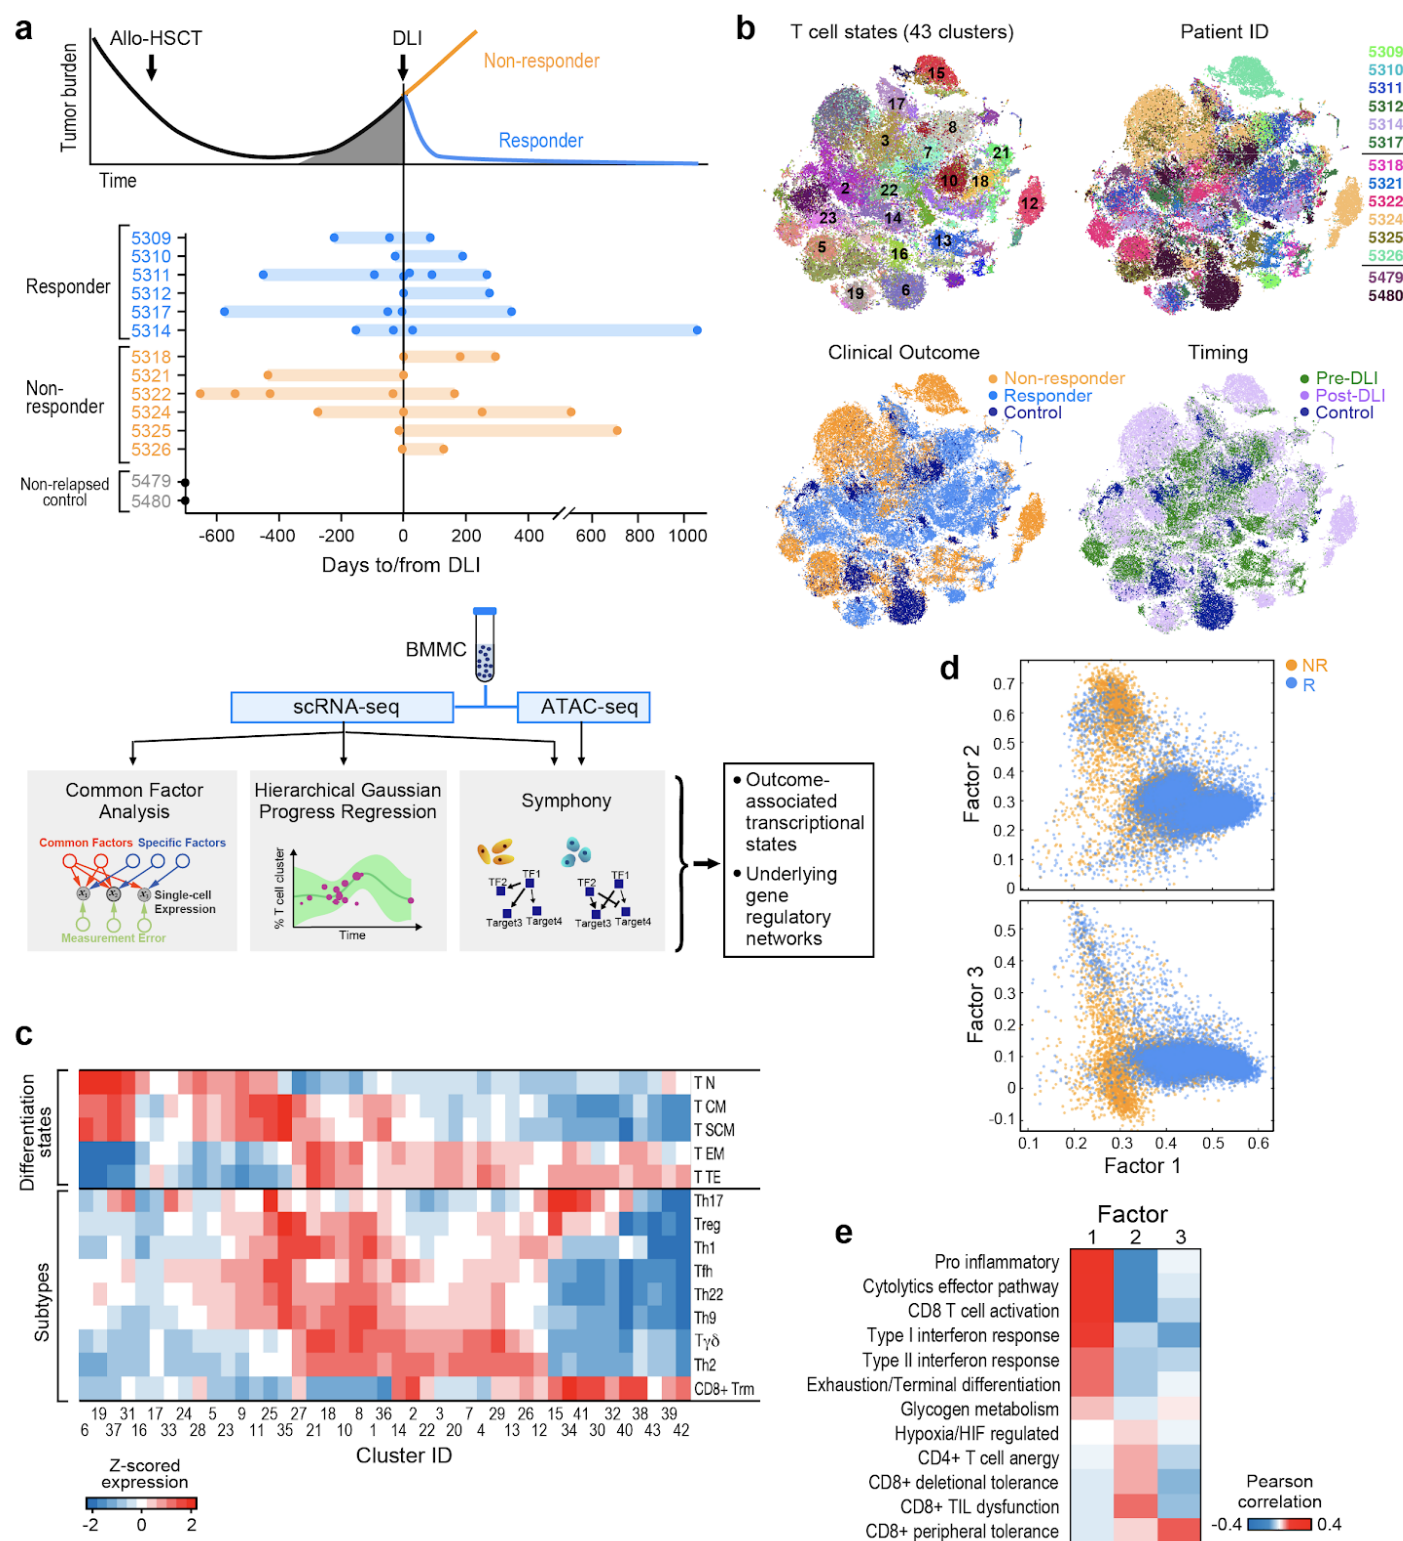 a
Allo-HSCT
DLI
Non-responder
Responder
Tumor burden
Time
Responder
5309
5310
5311
5312
5317
5314
Non-
responder
5318
5321
5322
5324
5325
5326
Non-relapsed
control
5479
5480
-600 -400 -200 0 200 400 600 800 1000
Days to/from DLI
BMMC
scRNA-seq
ATAC-seq
Common Factor
Analysis
Common Factors Specific Factors
Single-cell
Expression
Measurement Error
Hierarchical Gaussian
Progress Regression
% T cell cluster
Time
Symphony
TF2 TF1
Target3 Target4
TF2 TF1
Target3 Target4
Outcome-
associated
transcriptional
states
Underlying
gene
regulatory
networks
b
T cell states (43 clusters)
15
17
3
8
7
21
2
22
10
18
12
23
14
5
16
13
19
6
Patient ID
5309
5310
5311
5312
5314
5317
5318
5321
5322
5324
5325
5326
5479
5480
Clinical Outcome
Non-responder
Responder
Control
Timing
Pre-DLI
Post-DLI
Control
c
Differentiation
states
Subtypes
T N
T CM
T SCM
T EM
T TE
Th17
Treg
Th1
Tfh
Th22
Th9
Tγδ
Th2
CD8+ Trm
19 31 17 24 5 9 25 27 18 8 36 2 3 7 29 26 15 41 32 38 39
6 37 16 33 28 23 11 35 21 10 1 14 22 20 4 13 12 34 30 40 43 42
Cluster ID
Z-scored
expression
-2 0 2
d
NR
R
Factor 2
0.7
0.6
0.5
0.4
0.3
0.2
0.1
0
Factor 3
0.5
0.4
0.3
0.2
0.1
0
-0.1
0.1 0.2 0.3 0.4 0.5 0.6
Factor 1
e
Factor
1 2 3
Pro inflammatory
Cytolytics effector pathway
CD8 T cell activation
Type I interferon response
Type II interferon response
Exhaustion/Terminal differentiation
Glycogen metabolism
Hypoxia/HIF regulated
CD4+ T cell anergy
CD8+ deletional tolerance
CD8+ TIL dysfunction
CD8+ peripheral tolerance
Pearson
correlation
-0.4 0.4